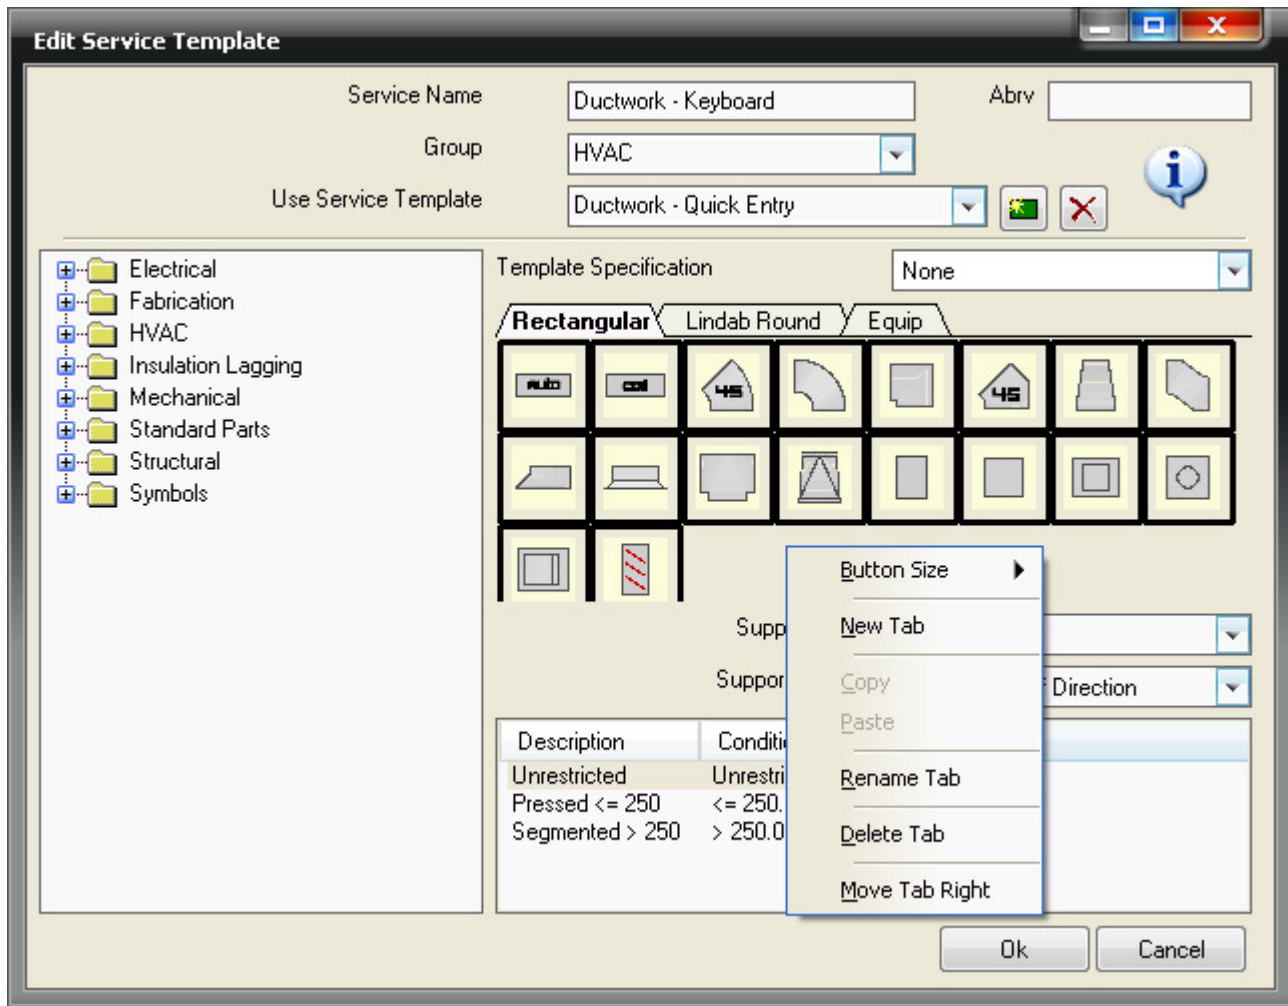 Edit Service Template
Service Name Ductwork - Keyboard Abrv
Group HVAC
Use Service Template Ductwork - Quick Entry
Electrical
Fabrication
HVAC
Insulation Lagging
Mechanical
Standard Parts
Structural
Symbols
Template Specification None
Rectangular Lindab Round Equip
auto coil 45 45
Button Size
New Tab
Copy
Paste
Rename Tab
Delete Tab
Move Tab Right
Supp
Suppor Direction
Description Conditi
Unrestricted Unrestri
Pressed <= 250 <= 250.
Segmented > 250 > 250.0
Ok Cancel